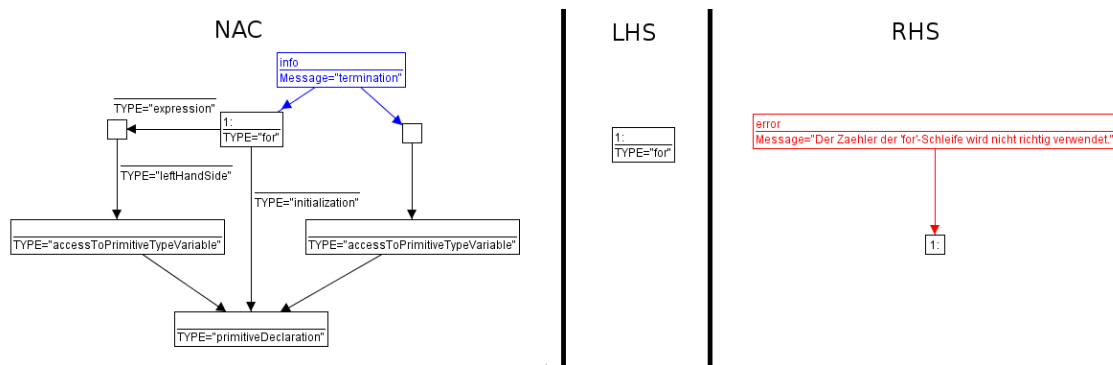 NAC
LHS
RHS
info
Message="termination"
TYPE="expression"
1:
TYPE="for"
TYPE="leftHandSide"
TYPE="initialization"
TYPE="accessToPrimitiveTypeVariable"
TYPE="accessToPrimitiveTypeVariable"
TYPE="primitiveDeclaration"
1:
TYPE="for"
error
Message="Der Zaehler der 'for'-Schleife wird nicht richtig verwendet."
1: